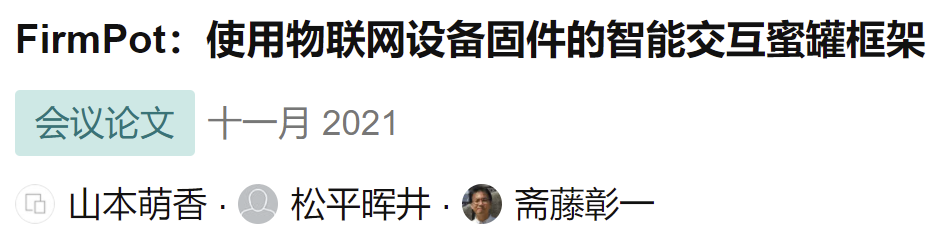 FirmPot：使用物联网设备固件的智能交互蜜罐框架
会议论文 十一月 2021
山本萌香 · 松平晖井 · 斋藤彰一